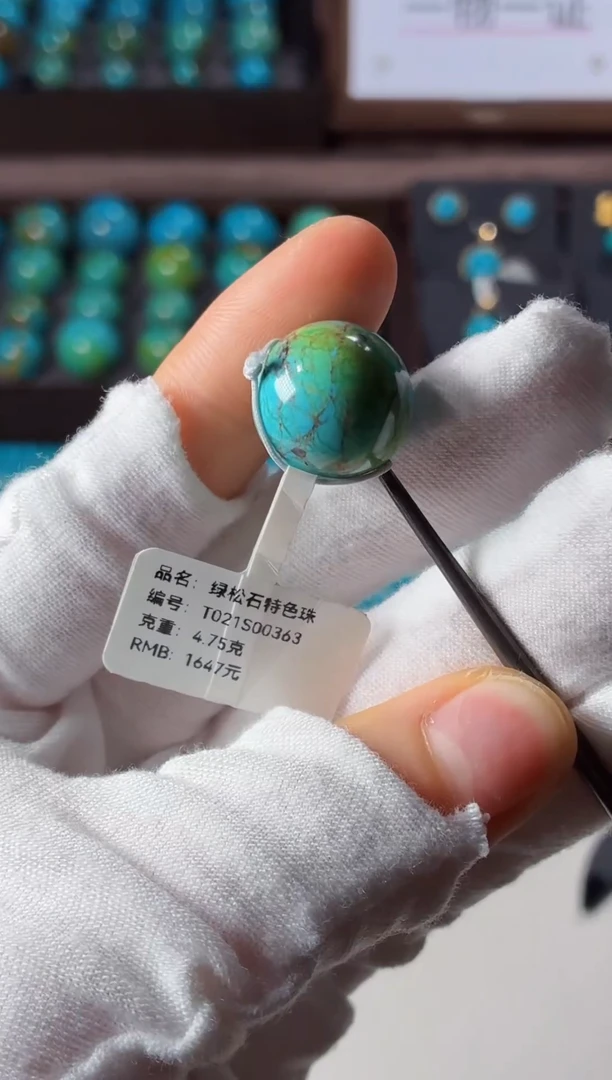 品名: 绿松石特色珠
编号: T021S00363
克重: 4.75克
RMB: 1647元